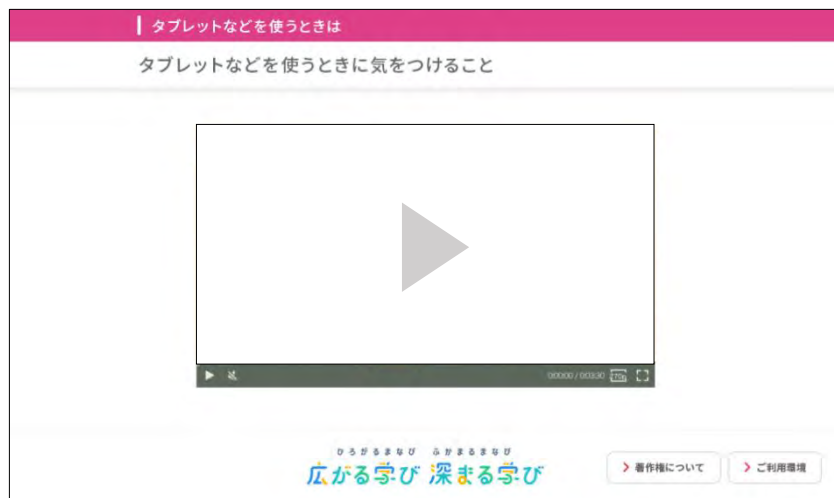 タブレットなどを使うときは
タブレットなどを使うときに気をつけること
00:00:00 / 00:03:30
ひろがるまなび ふかまるまなび
広がる学び 深まる学び
著作権について
ご利用環境